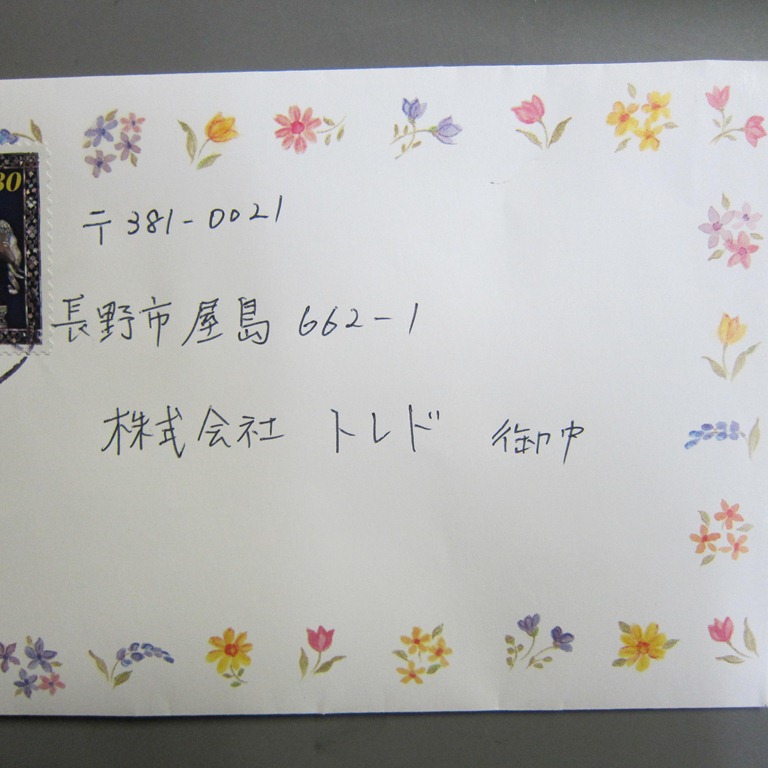 〒381-0021
長野市屋島 662-1
株式会社 トレド 御中